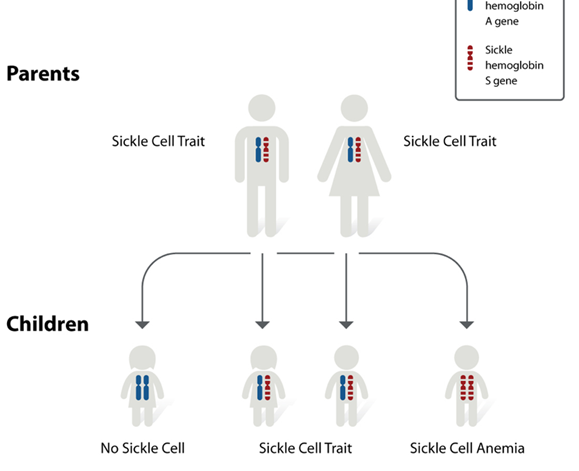 hemoglobin
A gene
Sickle
hemoglobin
S gene
Parents
Sickle Cell Trait
Sickle Cell Trait
Children
No Sickle Cell
Sickle Cell Trait
Sickle Cell Anemia